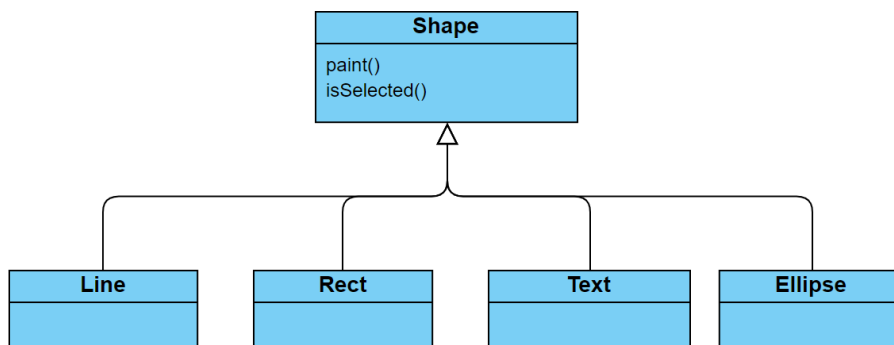 Shape
paint()
isSelected()
Line
Rect
Text
Ellipse